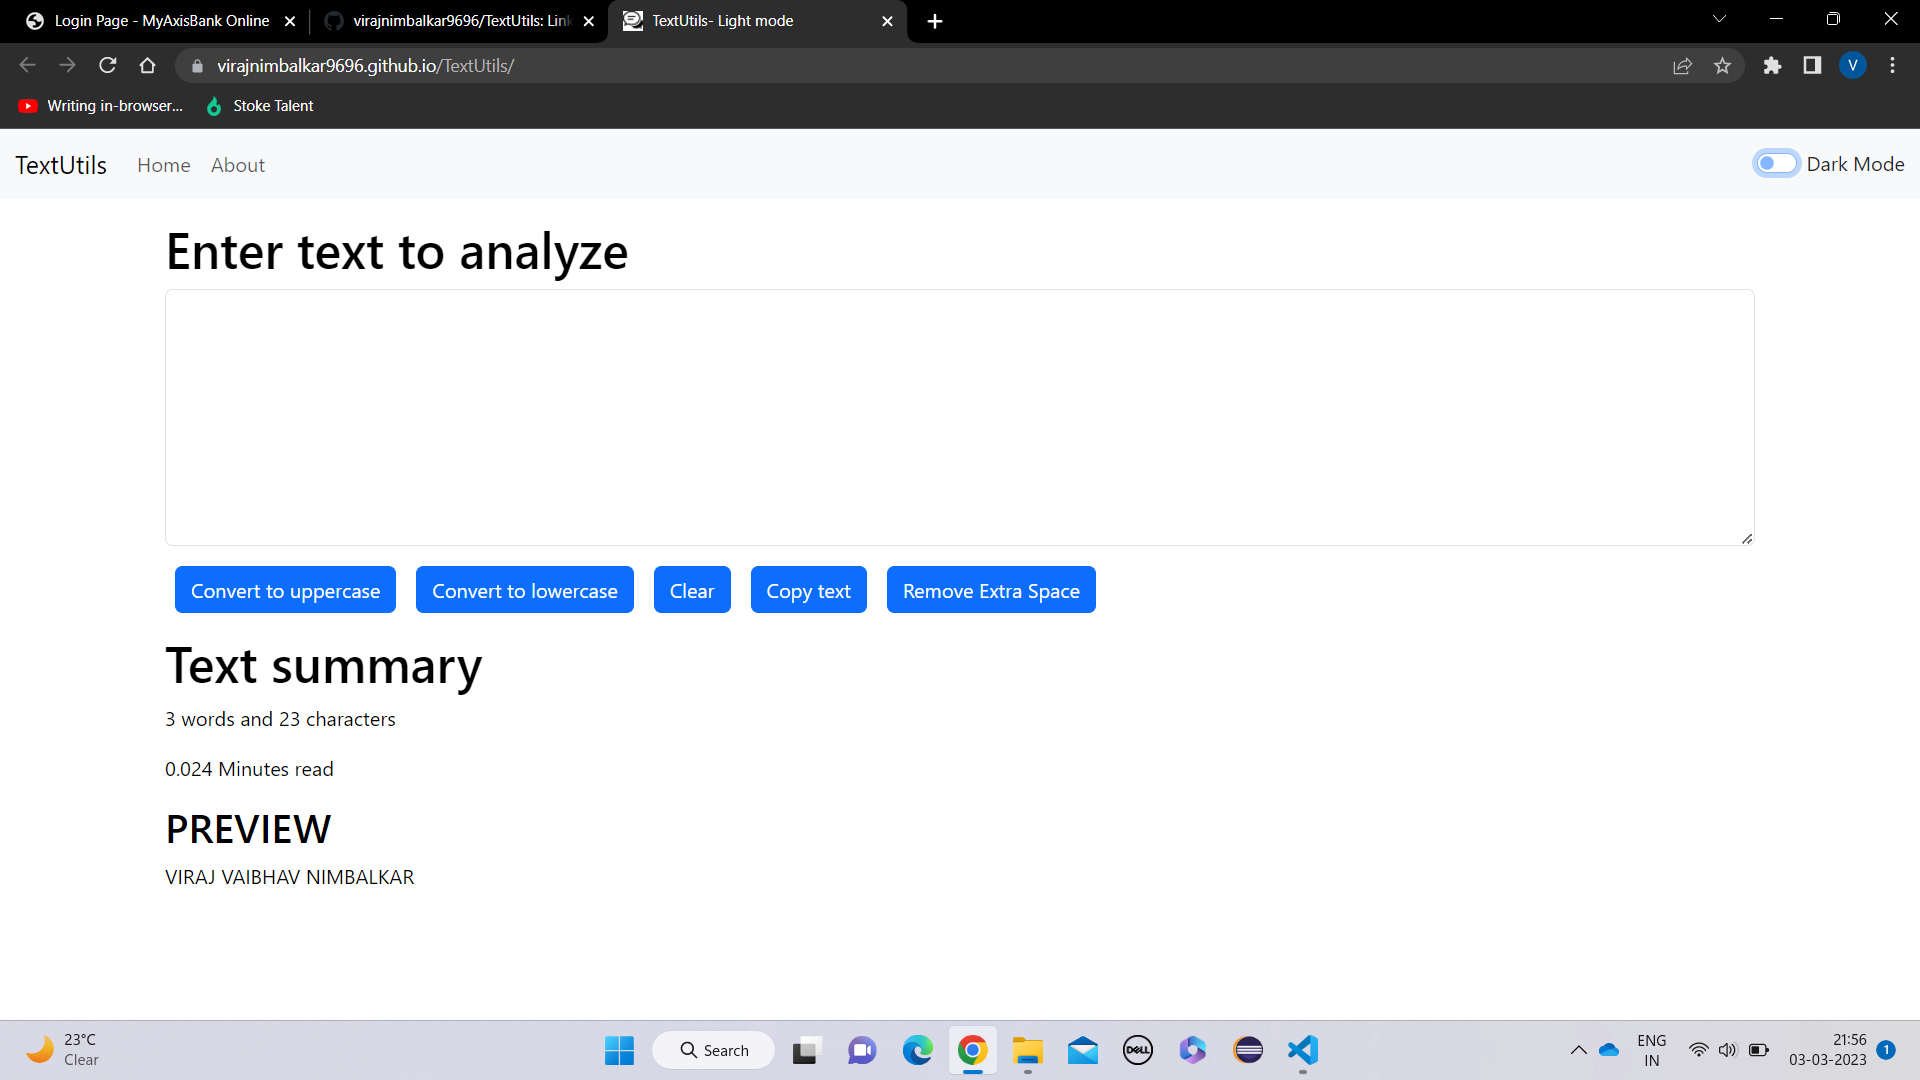 Login Page - MyAxisBank Online
virajnimbalkar9696/TextUtils: Link
TextUtils- Light mode
virajnimbalkar9696.github.io/TextUtils/
V
Writing in-browser...
Stoke Talent
TextUtils Home About
Dark Mode
Enter text to analyze
Convert to uppercase Convert to lowercase Clear Copy text Remove Extra Space
Text summary
3 words and 23 characters
0.024 Minutes read
PREVIEW
VIRAJ VAIBHAV NIMBALKAR
23°C
Clear
Search
DELL
ENG
IN
21:56
03-03-2023
1